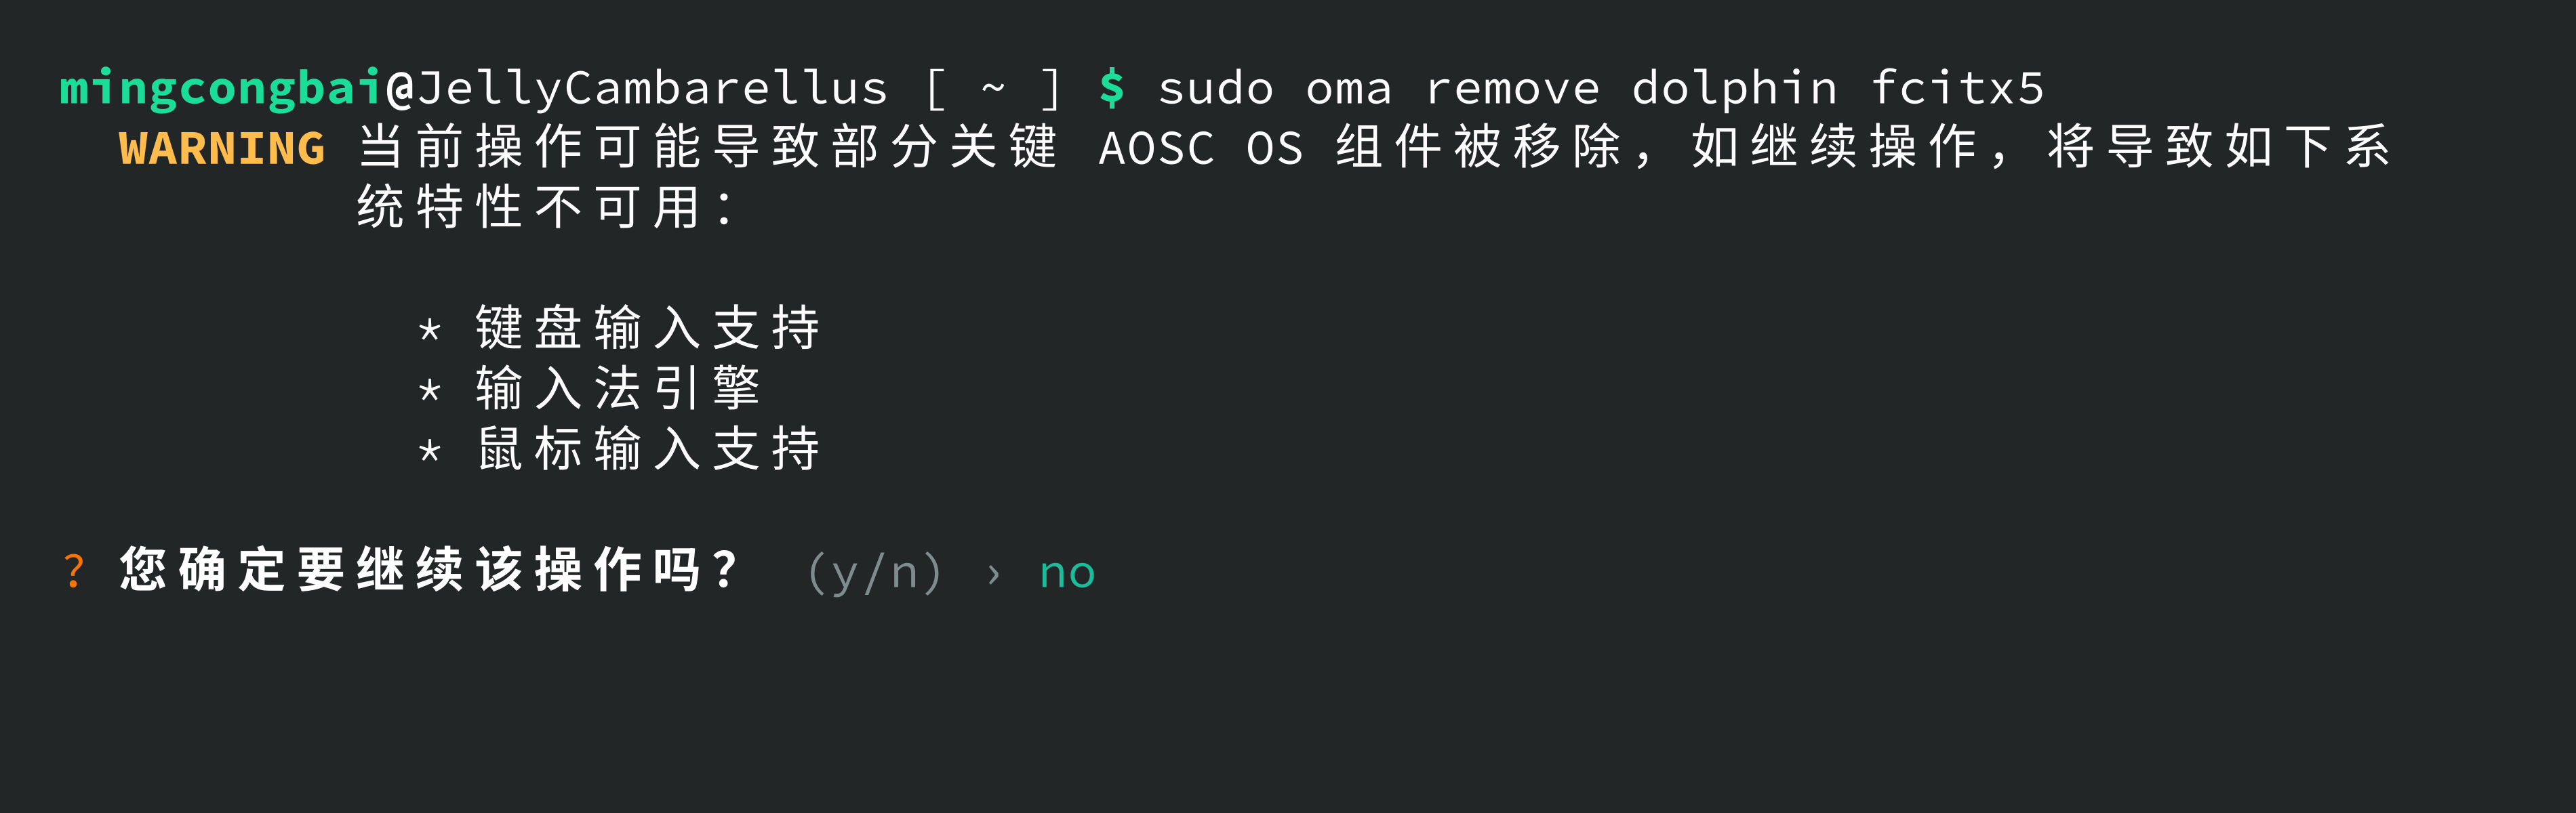 mingcongbai@JellyCambarellus [ ~ ] $ sudo oma remove dolphin fcitx5
WARNING 当前操作可能导致部分关键 AOSC OS 组件被移除，如继续操作，将导致如下系
统特性不可用：
* 键盘输入支持
* 输入法引擎
* 鼠标输入支持
? 您确定要继续该操作吗？ (y/n) › no